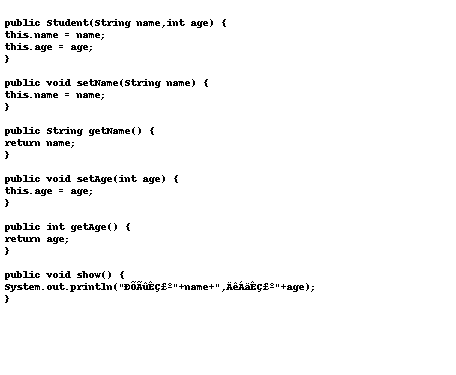 public Student(String name,int age) {
this.name = name;
this.age = age;
}
public void setName(String name) {
this.name = name;
}
public String getName() {
return name;
}
public void setAge(int age) {
this.age = age;
}
public int getAge() {
return age;
}
public void show() {
System.out.println("ÐÕÃûÊÇ£º"+name+",ÄêÁäÊÇ£º"+age);
}